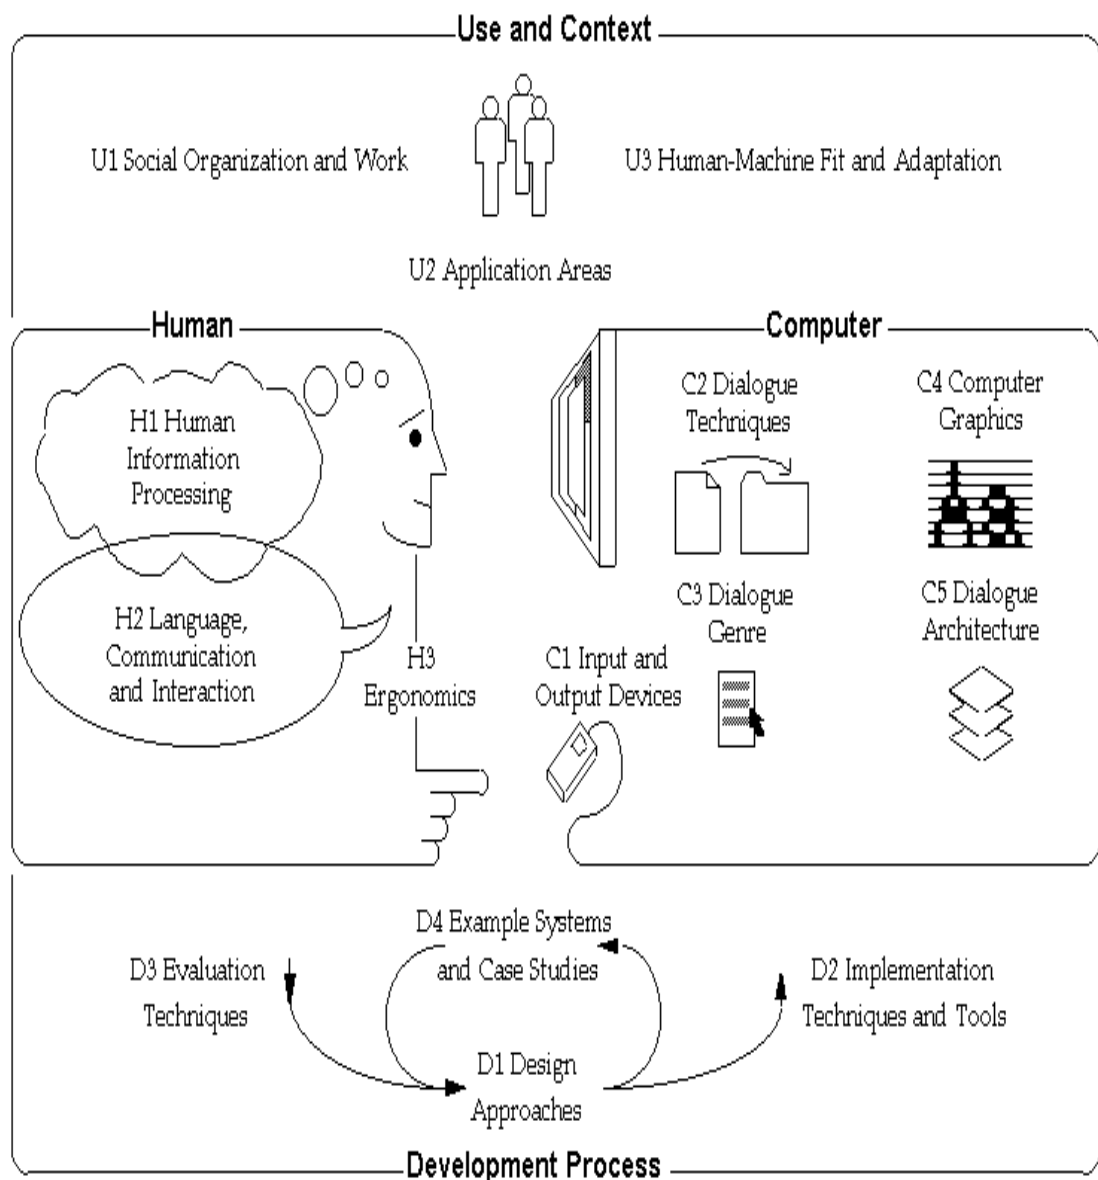 Use and Context
U1 Social Organization and Work
U3 Human-Machine Fit and Adaptation
U2 Application Areas
Human
H1 Human
Information
Processing
H2 Language,
Communication
and Interaction
H3
Ergonomics
Computer
C1 Input and
Output Devices
C2 Dialogue
Techniques
C3 Dialogue
Genre
C4 Computer
Graphics
C5 Dialogue
Architecture
D4 Example Systems
and Case Studies
D3 Evaluation
Techniques
D2 Implementation
Techniques and Tools
D1 Design
Approaches
Development Process